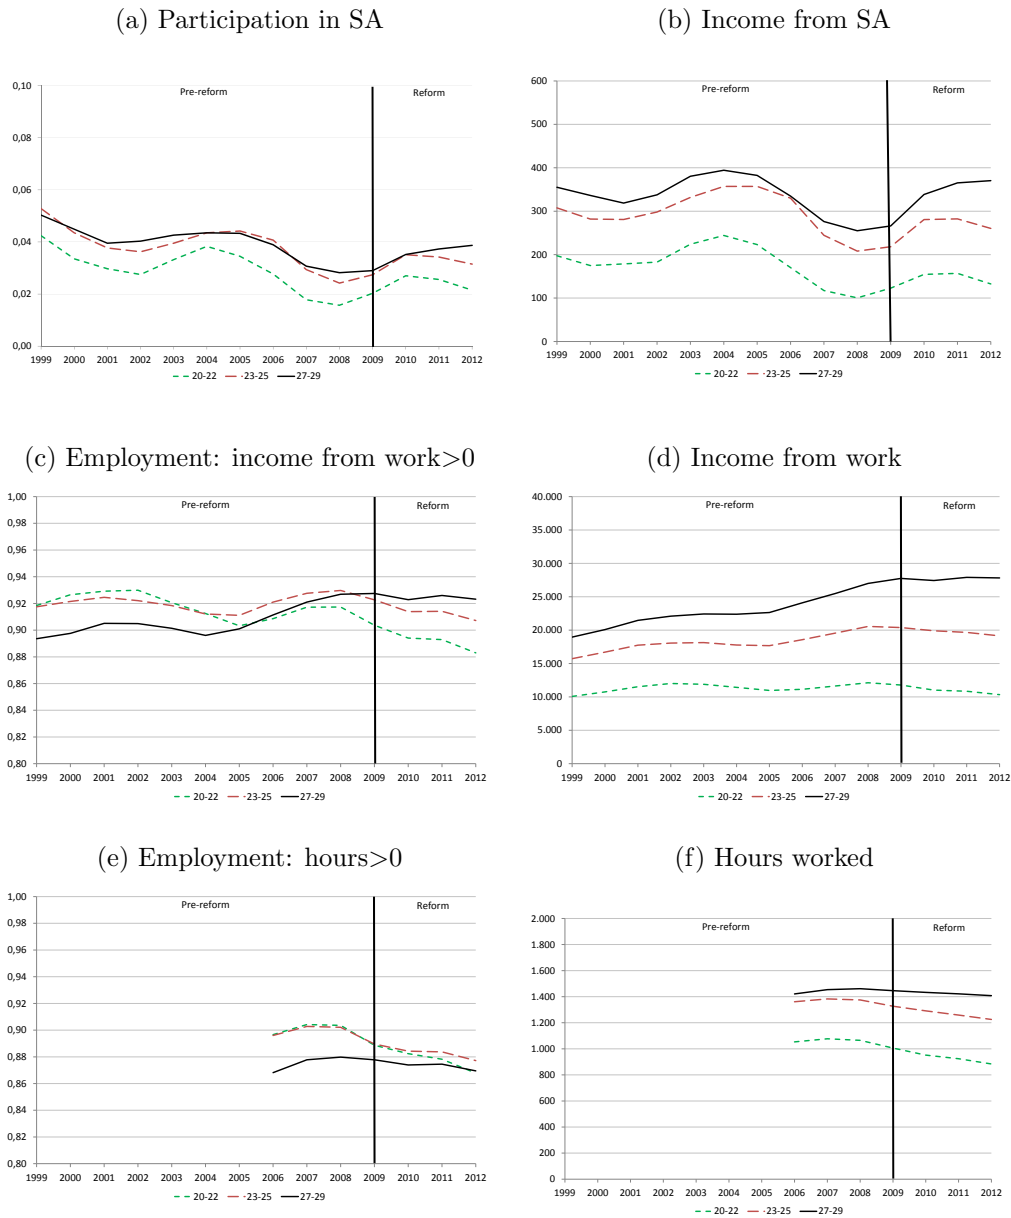 (a) Participation in SA
0,10
0,08
0,06
0,04
0,02
0,00
Pre-reform
Reform
1999 2000 2001 2002 2003 2004 2005 2006 2007 2008 2009 2010 2011 2012
20-22 23-25 27-29
(b) Income from SA
600
500
400
300
200
100
0
Pre-reform
Reform
1999 2000 2001 2002 2003 2004 2005 2006 2007 2008 2009 2010 2011 2012
20-22 23-25 27-29
(c) Employment: income from work>0
1,00
0,98
0,96
0,94
0,92
0,90
0,88
0,86
0,84
0,82
0,80
Pre-reform
Reform
1999 2000 2001 2002 2003 2004 2005 2006 2007 2008 2009 2010 2011 2012
20-22 23-25 27-29
(d) Income from work
40.000
35.000
30.000
25.000
20.000
15.000
10.000
5.000
0
Pre-reform
Reform
1999 2000 2001 2002 2003 2004 2005 2006 2007 2008 2009 2010 2011 2012
20-22 23-25 27-29
(e) Employment: hours>0
1,00
0,98
0,96
0,94
0,92
0,90
0,88
0,86
0,84
0,82
0,80
Pre-reform
Reform
1999 2000 2001 2002 2003 2004 2005 2006 2007 2008 2009 2010 2011 2012
20-22 23-25 27-29
(f) Hours worked
2.000
1.800
1.600
1.400
1.200
1.000
800
600
400
200
0
Pre-reform
Reform
1999 2000 2001 2002 2003 2004 2005 2006 2007 2008 2009 2010 2011 2012
20-22 23-25 27-29